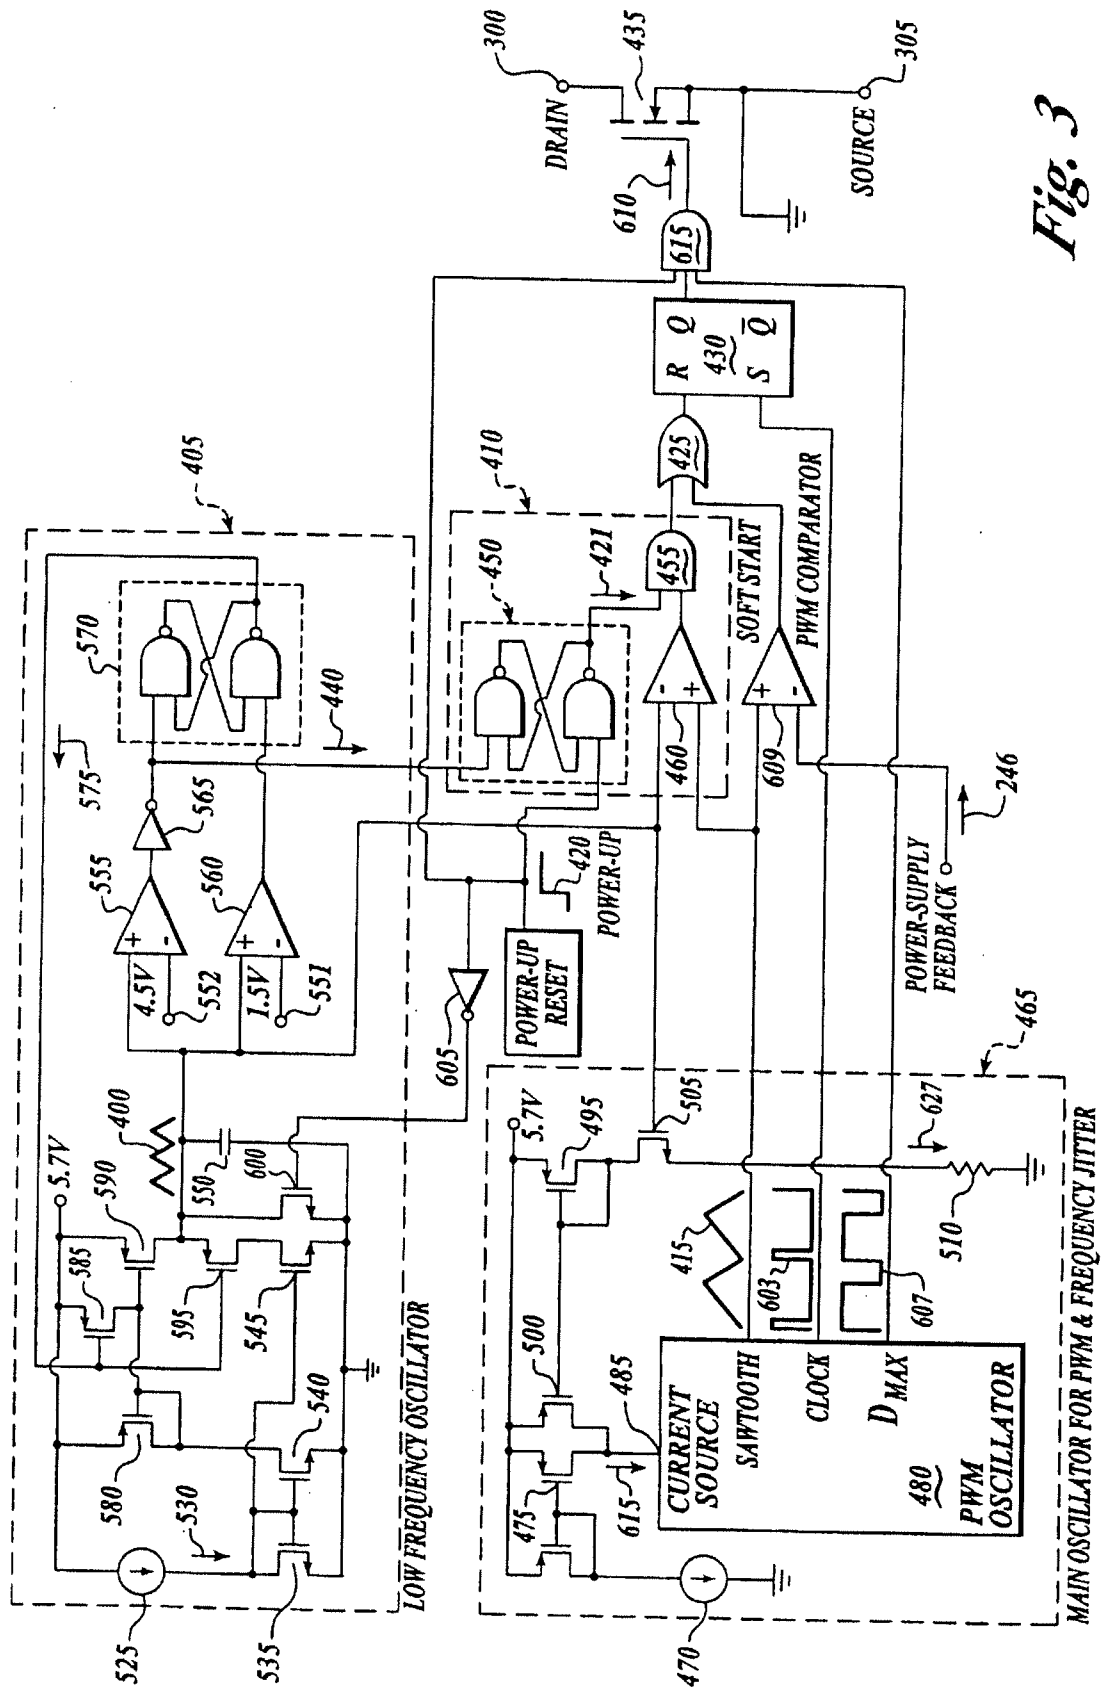 405
575
570
555
565
4.5V
552
560
1.5V
551
440
5.7V
400
590
585
550
600
595
545
580
540
530
525
535
LOW FREQUENCY OSCILLATOR
410
450
421
455
460
SOFT START
605
POWER-UP
RESET
420
POWER-UP
609
PWM COMPARATOR
425
R Q
430
S Q̅
615
610
DRAIN
300
435
SOURCE
305
POWER-SUPPLY
FEEDBACK
246
465
5.7V
495
505
500
475
485
615
470
CURRENT
SOURCE
SAWTOOTH
CLOCK
DMAX
480
PWM
OSCILLATOR
415
603
607
510
627
MAIN OSCILLATOR FOR PWM & FREQUENCY JITTER
Fig. 3